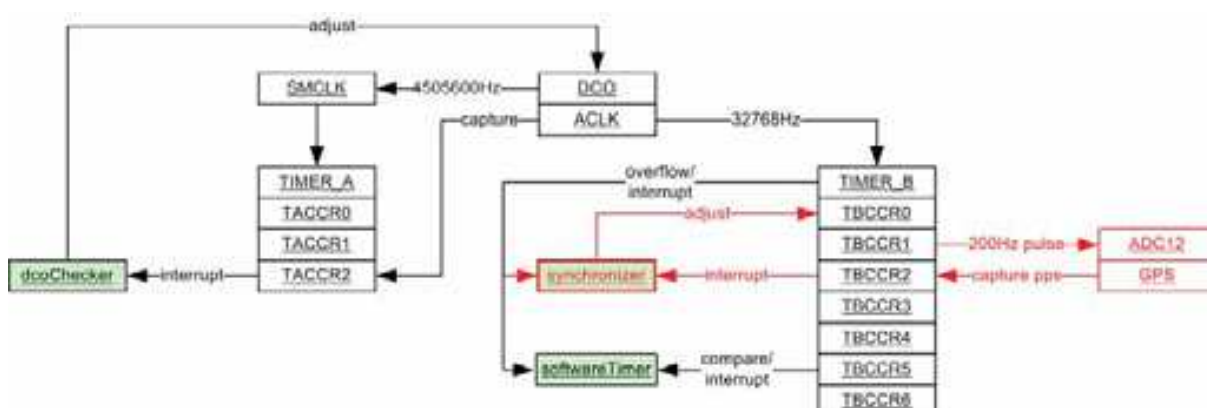 adjust
SMCLK
4505600Hz
DCO
capture
ACLK
32768Hz
TIMER_A
TACCR0
TACCR1
TACCR2
interrupt
dcoChecker
overflow/
interrupt
TIMER_B
adjust
TBCCR0
TBCCR1
200Hz pulse
ADC12
synchronizer
interrupt
TBCCR2
capture pps
GPS
TBCCR3
TBCCR4
softwareTimer
compare/
interrupt
TBCCR5
TBCCR6